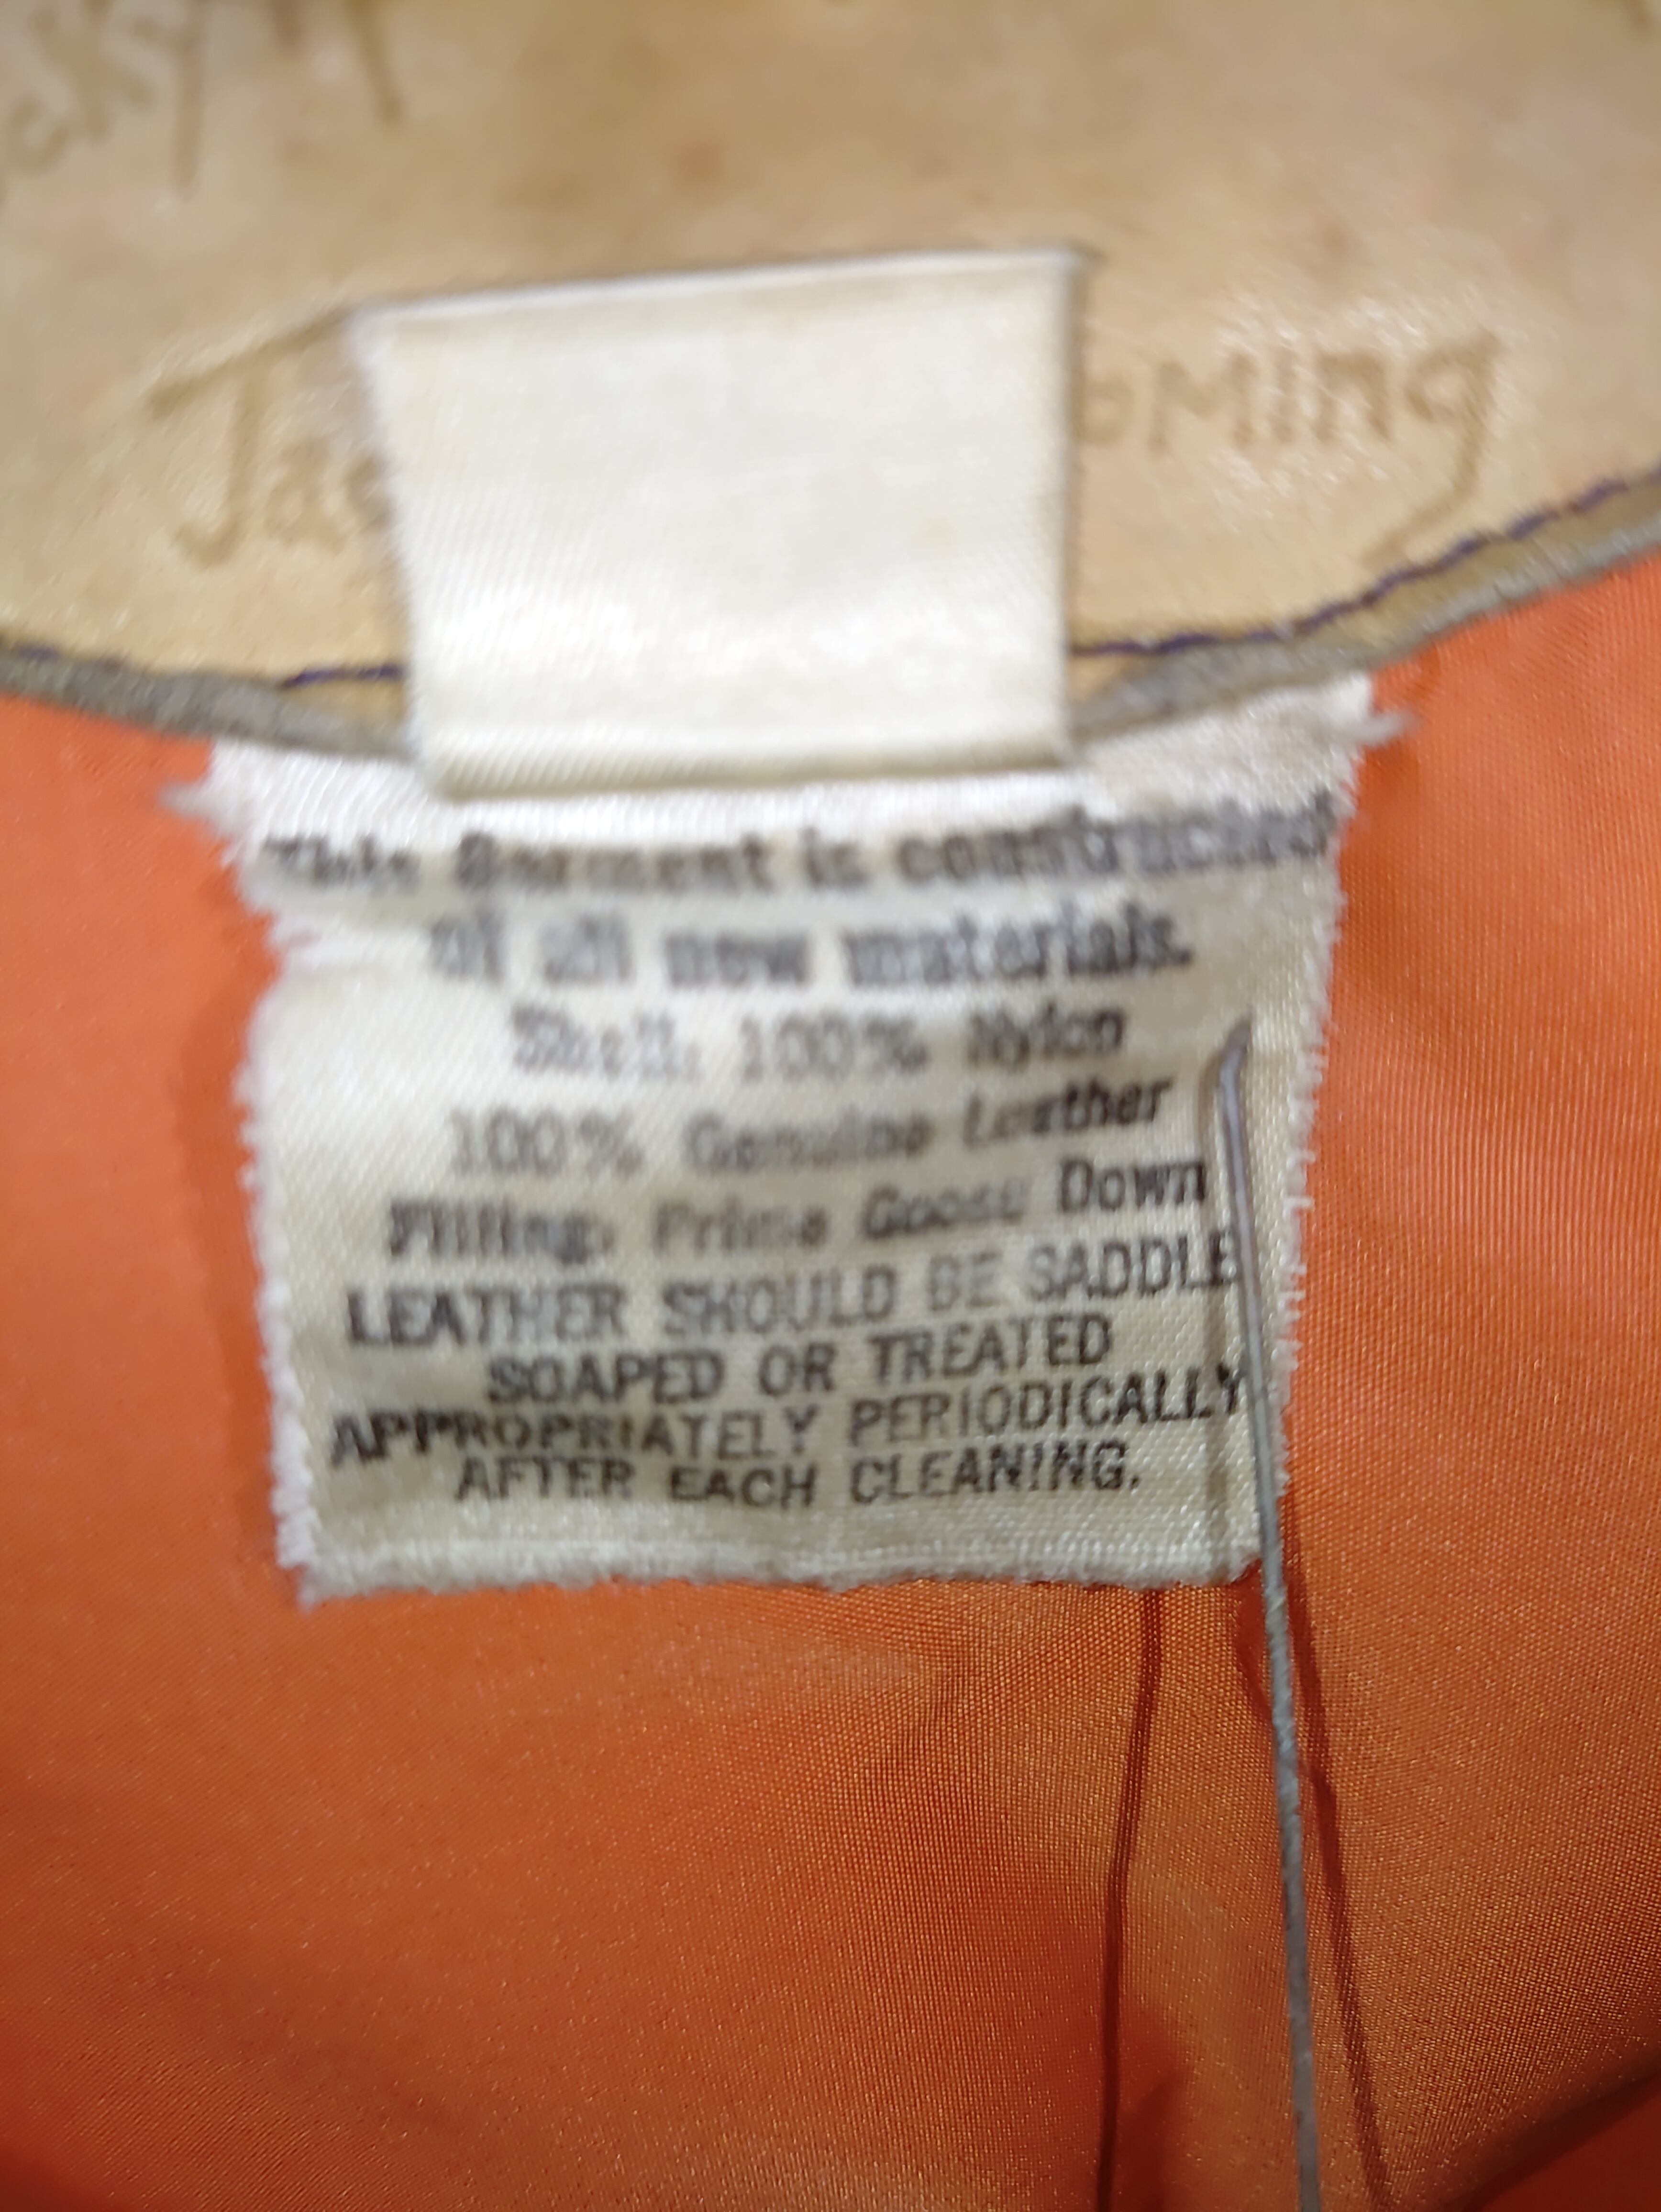 cky
Jac oming
This Garment is constructed
of all new materials.
Shell: 100% Nylon
100% Genuine Leather
Filling: Prime Goose Down
LEATHER SHOULD BE SADDLE
SOAPED OR TREATED
APPROPRIATELY PERIODICALLY
AFTER EACH CLEANING.